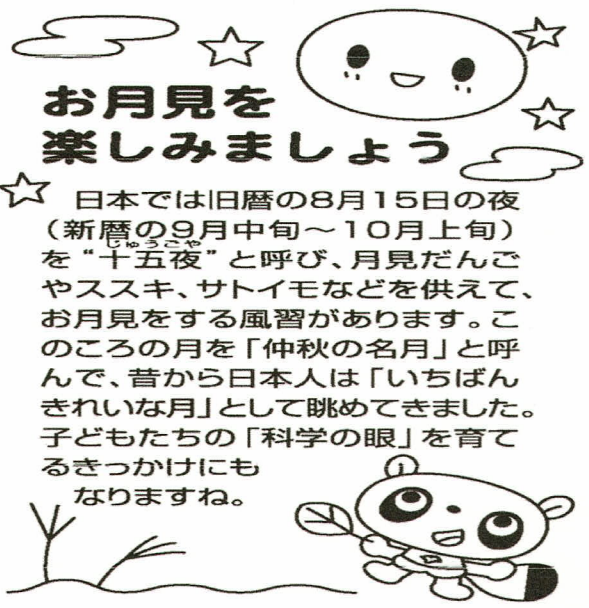 お月見を
楽しみましょう
日本では旧暦の8月15日の夜
(新暦の9月中旬～10月上旬)
じゅうごや
を“十五夜”と呼び、月見だんご
やススキ、サトイモなどを供えて、
お月見をする風習があります。こ
のころの月を「仲秋の名月」と呼
んで、昔から日本人は「いちばん
きれいな月」として眺めてきました。
子どもたちの「科学の眼」を育て
るきっかけにも
なりますね。